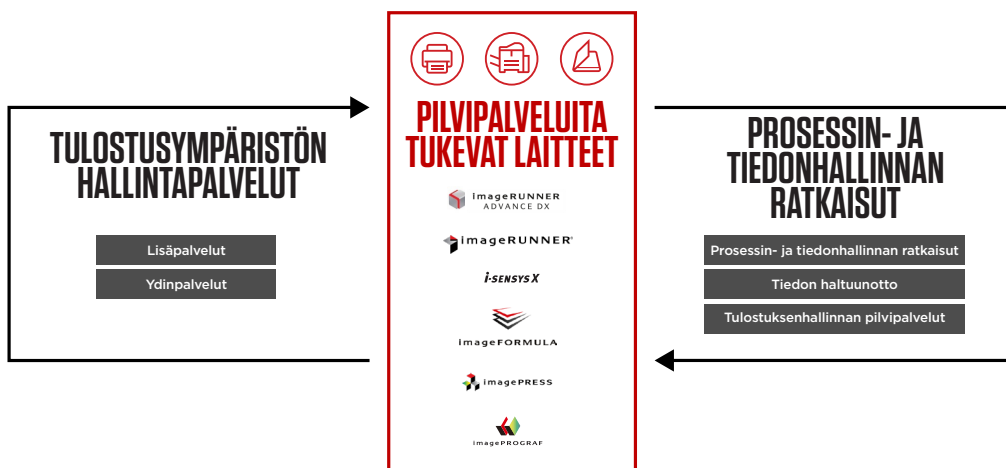 TULOSTUSYMPÄRISTÖN
HALLINTAPALVELUT
Lisäpalvelut
Ydinpalvelut
PILVIPALVELUITA
TUKEVAT LAITTEET
imageRUNNER
ADVANCE DX
imageRUNNER®
i-SENSYS X
imageFORMULA
imagePRESS
imagePROGRAF
PROSESSIN- JA
TIEDONHALLINNAN
RATKAISUT
Prosessin- ja tiedonhallinnan ratkaisut
Tiedon haltuunotto
Tulostuksenhallinnan pilvipalvelut